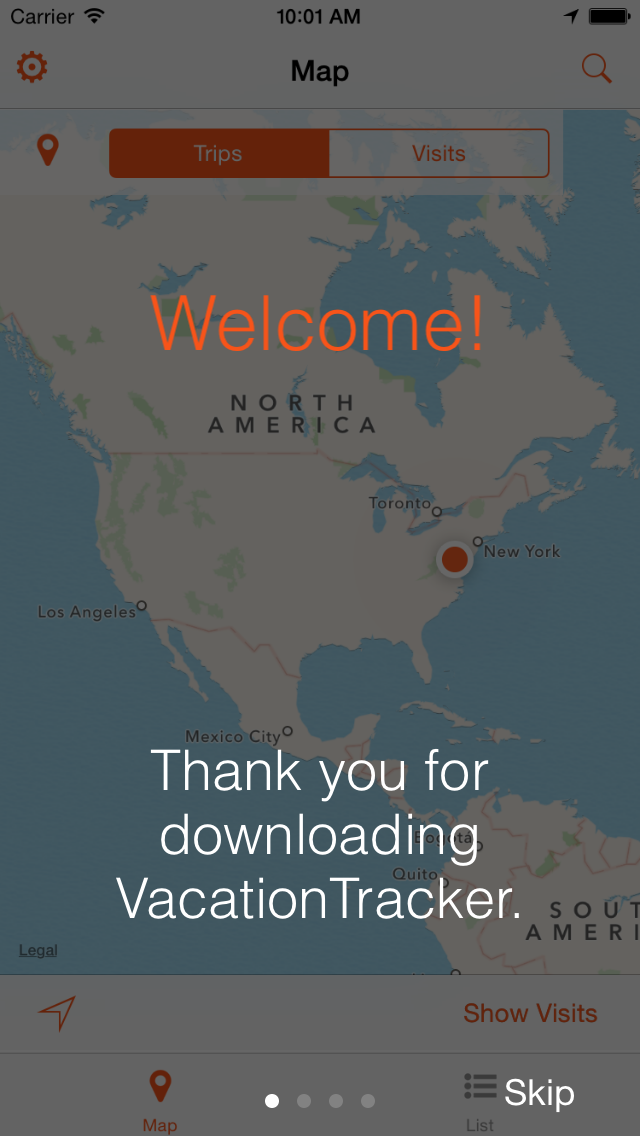 Carrier 10:01 AM
Map
Trips Visits
Welcome!
NORTH
AMERICA
Toronto
New York
Los Angeles
Mexico City
Thank you for
downloading
Bogotá
Quito
VacationTracker.
SOUT
AMERI
Legal
Show Visits
Skip
Map List